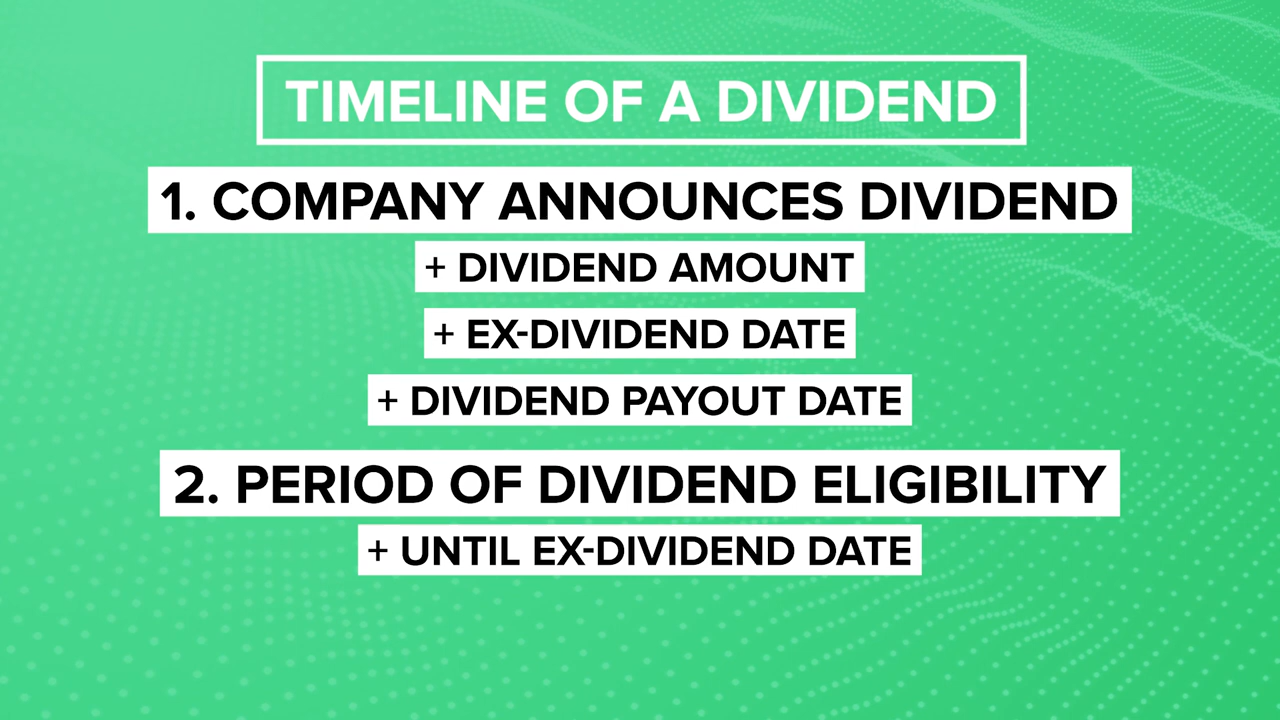 TIMELINE OF A DIVIDEND
1. COMPANY ANNOUNCES DIVIDEND
+ DIVIDEND AMOUNT
+ EX-DIVIDEND DATE
+ DIVIDEND PAYOUT DATE
2. PERIOD OF DIVIDEND ELIGIBILITY
+ UNTIL EX-DIVIDEND DATE